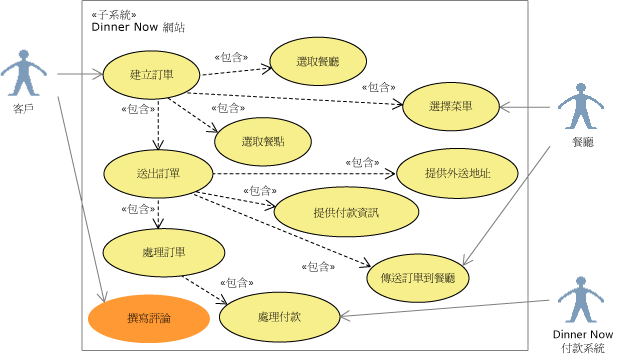 «子系統»
Dinner Now 網站
«包含»
選取餐廳
建立訂單
«包含»
客戶
«包含»
選擇菜單
餐廳
選取餐點
«包含»
送出訂單
提供外送地址
«包含»
«包含»
提供付款資訊
處理訂單
«包含»
傳送訂單到餐廳
«包含»
撰寫評論
處理付款
Dinner Now
付款系統